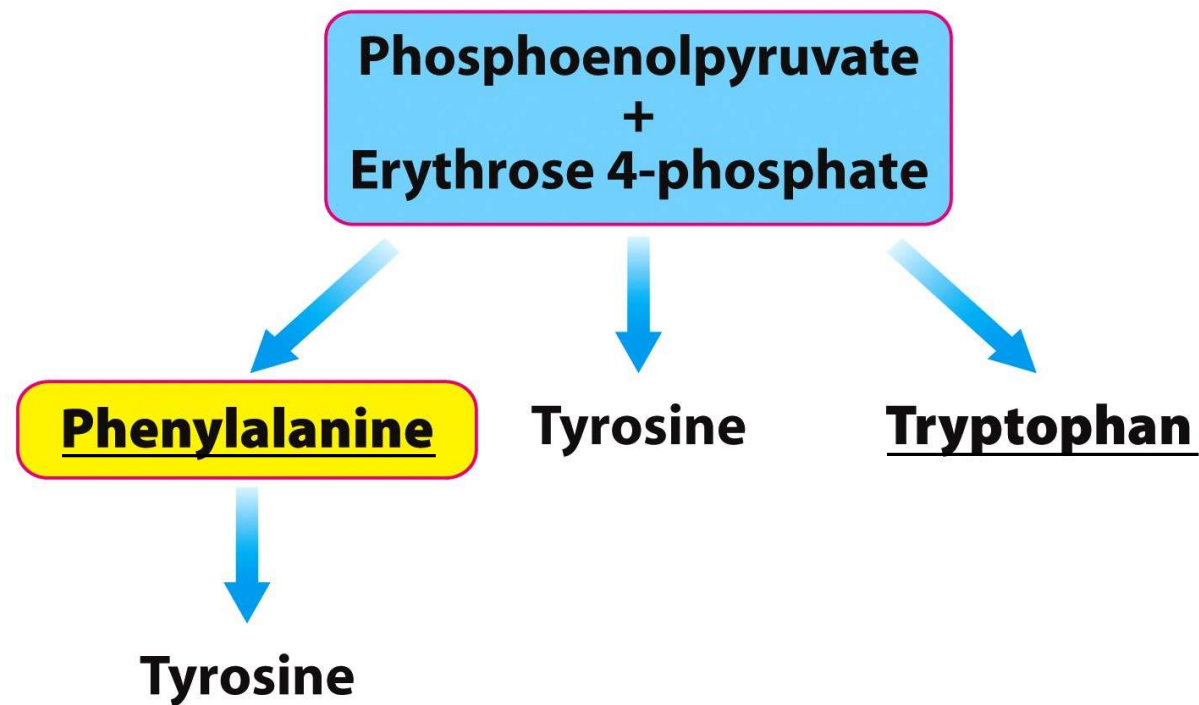 Phosphoenolpyruvate
+
Erythrose 4-phosphate
Phenylalanine
Tyrosine
Tryptophan
Tyrosine